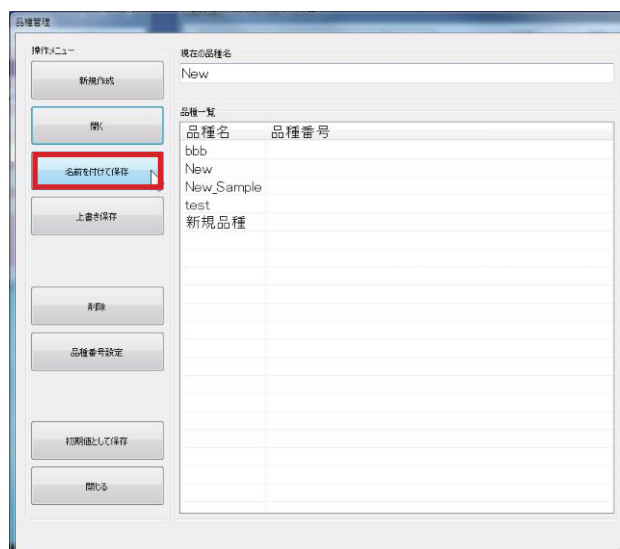 品種管理
操作メニュー
新規作成
開く
名前を付けて保存
上書き保存
削除
品種番号設定
初期値として保存
閉じる
現在の品種名
New
品種一覧
品種名 品種番号
bbb
New
New_Sample
test
新規品種